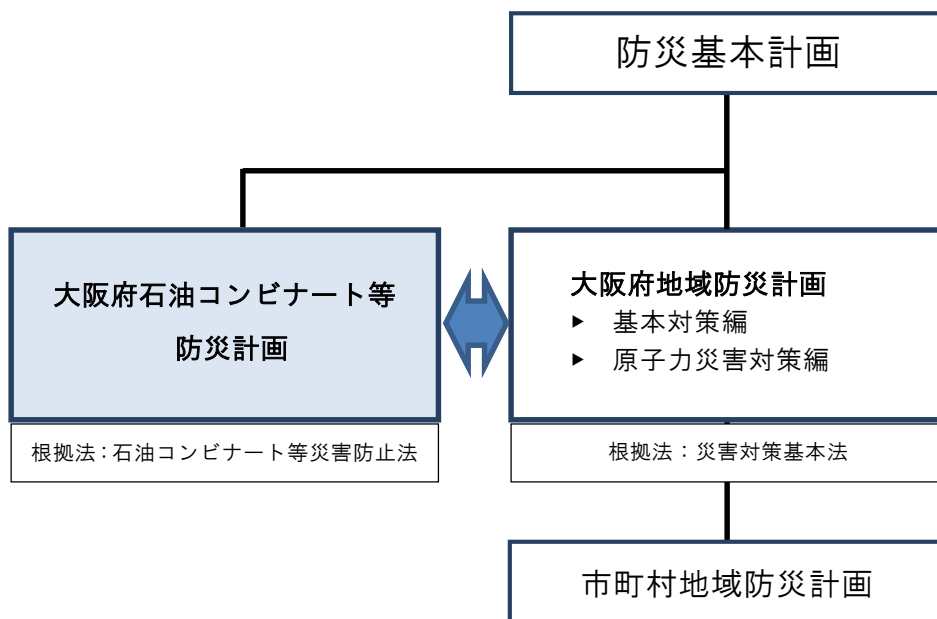 防災基本計画
大阪府石油コンビナート等
防災計画
根拠法：石油コンビナート等災害防止法
大阪府地域防災計画
▶ 基本対策編
▶ 原子力災害対策編
根拠法：災害対策基本法
市町村地域防災計画